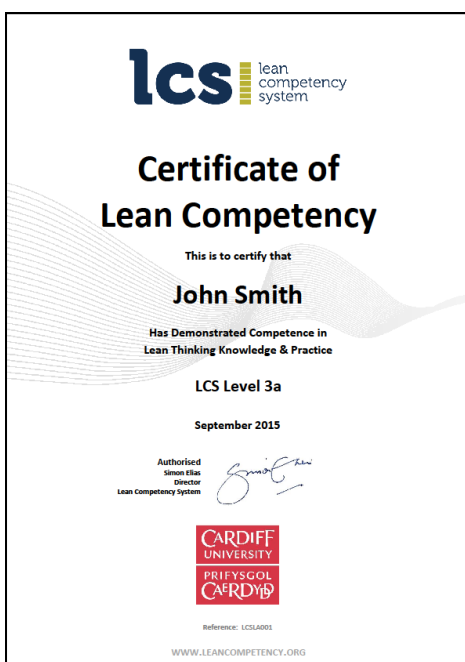 lcs lean
competency
system
Certificate of
Lean Competency
This is to certify that
John Smith
Has Demonstrated Competence in
Lean Thinking Knowledge & Practice
LCS Level 3a
September 2015
Authorised
Simon Elias
Director
Lean Competency System
CARDIFF
UNIVERSITY
PRIFYSGOL
CAERDYDD
Reference: LCSLA001
WWW.LEANCOMPETENCY.ORG